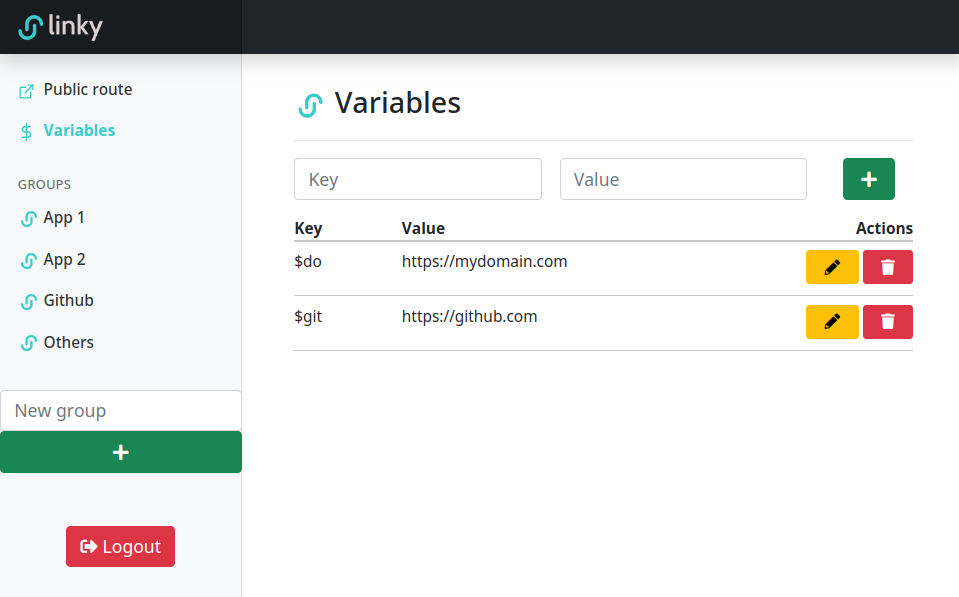 linky
Public route
Variables
GROUPS
App 1
App 2
Github
Others
New group
Logout
Variables
Key Value
Key Value Actions
$do https://mydomain.com
$git https://github.com